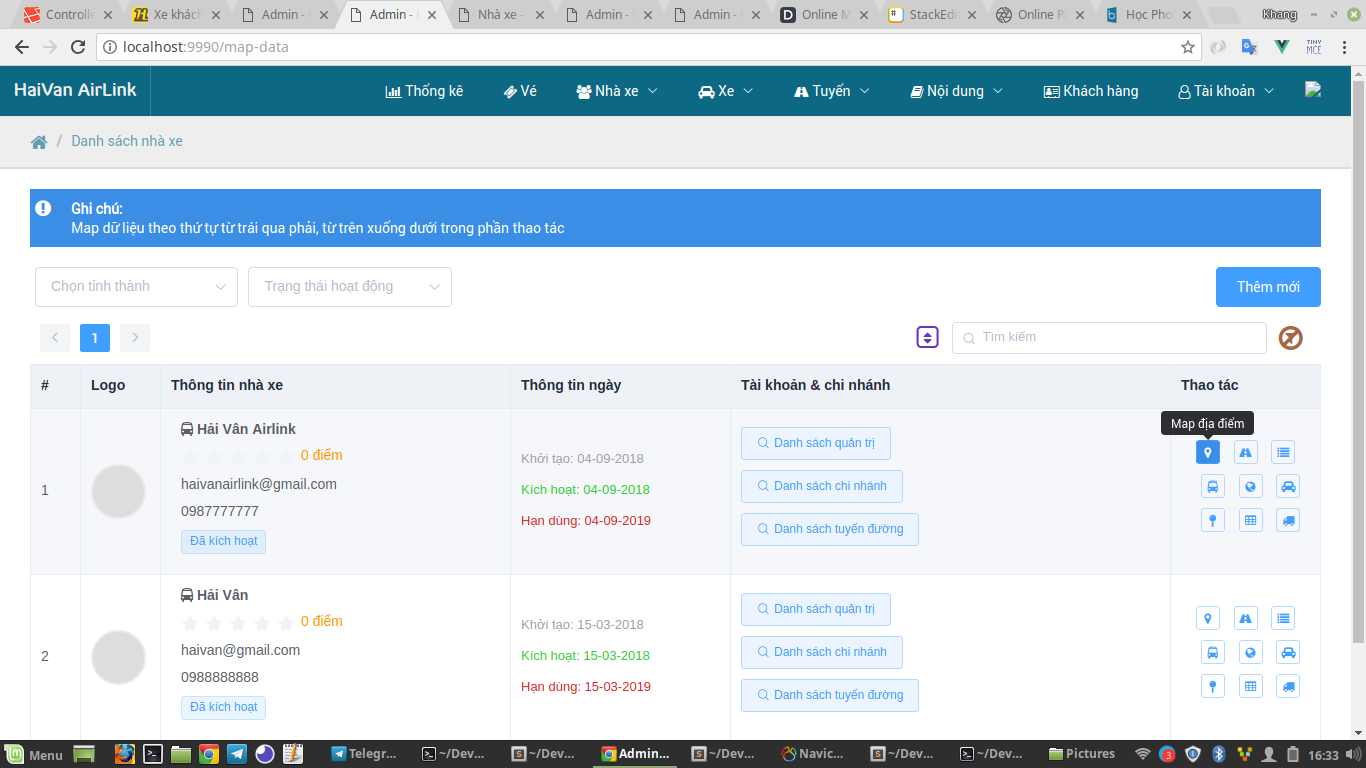 Controlle
Xe khách
Admin -
Admin -
Nhà xe -
Admin -
Admin -
Online M
StackEdi
Online P
Học Pho
Khang
localhost:9990/map-data
TINY
MCE
HaiVan AirLink
Thống kê
Vé
Nhà xe
Xe
Tuyến
Nội dung
Khách hàng
Tài khoản
/ Danh sách nhà xe
Ghi chú:
Map dữ liệu theo thứ tự từ trái qua phải, từ trên xuống dưới trong phần thao tác
Chọn tỉnh thành
Trạng thái hoạt động
Thêm mới
1
Tìm kiếm
#
Logo
Thông tin nhà xe
Thông tin ngày
Tài khoản & chi nhánh
Thao tác
Map địa điểm
1
Hải Vân Airlink
0 điểm
haivanairlink@gmail.com
0987777777
Đã kích hoạt
Khởi tạo: 04-09-2018
Kích hoạt: 04-09-2018
Hạn dùng: 04-09-2019
Danh sách quản trị
Danh sách chi nhánh
Danh sách tuyến đường
2
Hải Vân
0 điểm
haivan@gmail.com
0988888888
Đã kích hoạt
Khởi tạo: 15-03-2018
Kích hoạt: 15-03-2018
Hạn dùng: 15-03-2019
Danh sách quản trị
Danh sách chi nhánh
Danh sách tuyến đường
Menu
Telegr...
~/Dev...
~/Dev...
Admin...
~/Dev...
Navic...
~/Dev...
~/Dev...
Pictures
3
16:33